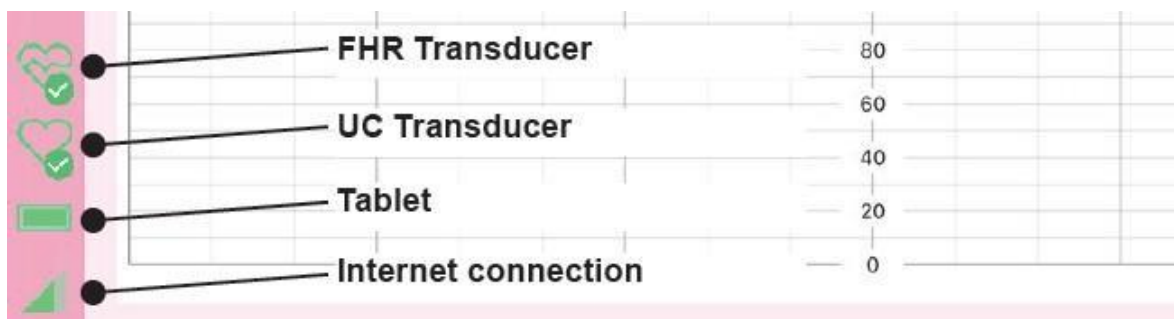 FHR Transducer
80
60
UC Transducer
40
Tablet
20
Internet connection
0